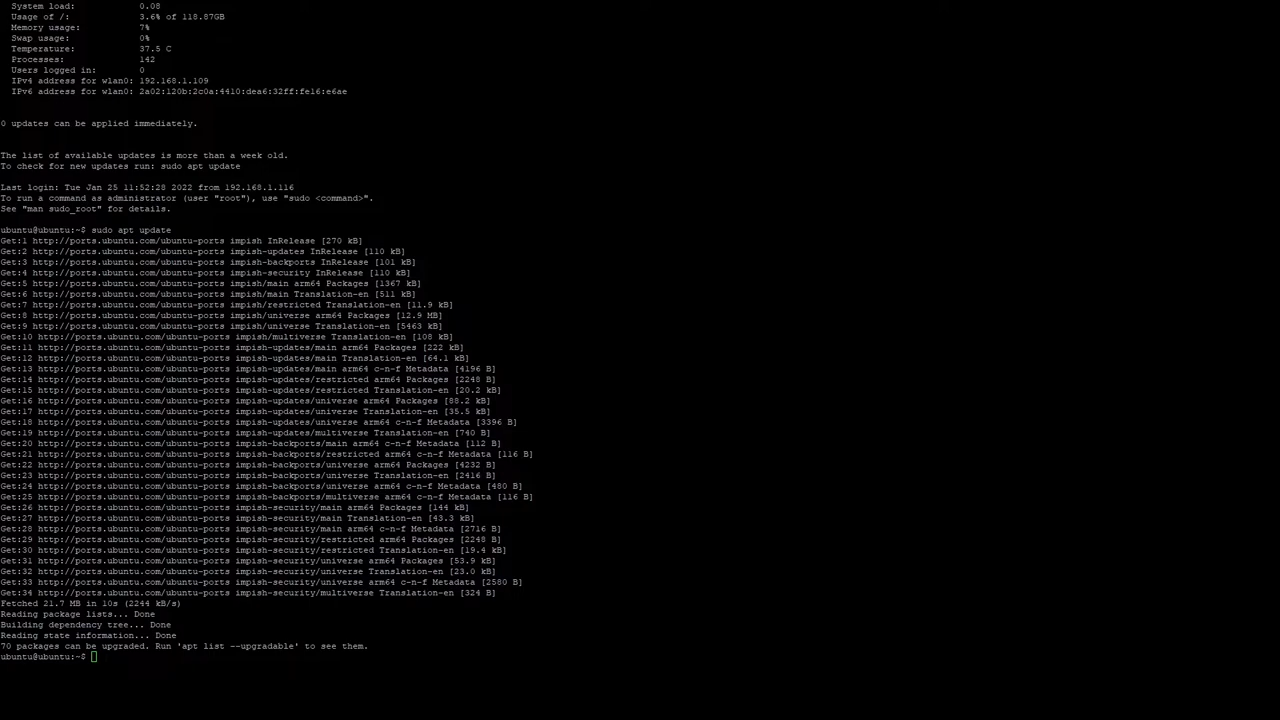 System load: 0.08
Usage of /: 3.6% of 118.87GB
Memory usage: 7%
Swap usage: 0%
Temperature: 37.5 C
Processes: 142
Users logged in: 0
IPv4 address for wlan0: 192.168.1.109
IPv6 address for wlan0: 2a02:120b:2c0a:4410:dea6:32ff:fe16:e6ae
0 updates can be applied immediately.
The list of available updates is more than a week old.
To check for new updates run: sudo apt update
Last login: Tue Jan 25 11:52:28 2022 from 192.168.1.116
To run a command as administrator (user "root"), use "sudo <command>".
See "man sudo_root" for details.
ubuntu@ubuntu:~$ sudo apt update
Get:1 http://ports.ubuntu.com/ubuntu-ports impish InRelease [270 kB]
Get:2 http://ports.ubuntu.com/ubuntu-ports impish-updates InRelease [110 kB]
Get:3 http://ports.ubuntu.com/ubuntu-ports impish-backports InRelease [101 kB]
Get:4 http://ports.ubuntu.com/ubuntu-ports impish-security InRelease [110 kB]
Get:5 http://ports.ubuntu.com/ubuntu-ports impish/main arm64 Packages [1367 kB]
Get:6 http://ports.ubuntu.com/ubuntu-ports impish/main Translation-en [511 kB]
Get:7 http://ports.ubuntu.com/ubuntu-ports impish/restricted Translation-en [11.9 kB]
Get:8 http://ports.ubuntu.com/ubuntu-ports impish/universe arm64 Packages [12.9 MB]
Get:9 http://ports.ubuntu.com/ubuntu-ports impish/universe Translation-en [5463 kB]
Get:10 http://ports.ubuntu.com/ubuntu-ports impish/multiverse Translation-en [108 kB]
Get:11 http://ports.ubuntu.com/ubuntu-ports impish-updates/main arm64 Packages [222 kB]
Get:12 http://ports.ubuntu.com/ubuntu-ports impish-updates/main Translation-en [64.1 kB]
Get:13 http://ports.ubuntu.com/ubuntu-ports impish-updates/main arm64 c-n-f Metadata [4196 B]
Get:14 http://ports.ubuntu.com/ubuntu-ports impish-updates/restricted arm64 Packages [2248 B]
Get:15 http://ports.ubuntu.com/ubuntu-ports impish-updates/restricted Translation-en [20.2 kB]
Get:16 http://ports.ubuntu.com/ubuntu-ports impish-updates/universe arm64 Packages [88.2 kB]
Get:17 http://ports.ubuntu.com/ubuntu-ports impish-updates/universe Translation-en [35.5 kB]
Get:18 http://ports.ubuntu.com/ubuntu-ports impish-updates/universe arm64 c-n-f Metadata [3396 B]
Get:19 http://ports.ubuntu.com/ubuntu-ports impish-updates/multiverse Translation-en [740 B]
Get:20 http://ports.ubuntu.com/ubuntu-ports impish-backports/main arm64 c-n-f Metadata [112 B]
Get:21 http://ports.ubuntu.com/ubuntu-ports impish-backports/restricted arm64 c-n-f Metadata [116 B]
Get:22 http://ports.ubuntu.com/ubuntu-ports impish-backports/universe arm64 Packages [4232 B]
Get:23 http://ports.ubuntu.com/ubuntu-ports impish-backports/universe Translation-en [2416 B]
Get:24 http://ports.ubuntu.com/ubuntu-ports impish-backports/universe arm64 c-n-f Metadata [480 B]
Get:25 http://ports.ubuntu.com/ubuntu-ports impish-backports/multiverse arm64 c-n-f Metadata [116 B]
Get:26 http://ports.ubuntu.com/ubuntu-ports impish-security/main arm64 Packages [144 kB]
Get:27 http://ports.ubuntu.com/ubuntu-ports impish-security/main Translation-en [43.3 kB]
Get:28 http://ports.ubuntu.com/ubuntu-ports impish-security/main arm64 c-n-f Metadata [2716 B]
Get:29 http://ports.ubuntu.com/ubuntu-ports impish-security/restricted arm64 Packages [2248 B]
Get:30 http://ports.ubuntu.com/ubuntu-ports impish-security/restricted Translation-en [19.4 kB]
Get:31 http://ports.ubuntu.com/ubuntu-ports impish-security/universe arm64 Packages [53.9 kB]
Get:32 http://ports.ubuntu.com/ubuntu-ports impish-security/universe Translation-en [23.0 kB]
Get:33 http://ports.ubuntu.com/ubuntu-ports impish-security/universe arm64 c-n-f Metadata [2580 B]
Get:34 http://ports.ubuntu.com/ubuntu-ports impish-security/multiverse Translation-en [324 B]
Fetched 21.7 MB in 10s (2244 kB/s)
Reading package lists... Done
Building dependency tree... Done
Reading state information... Done
70 packages can be upgraded. Run 'apt list --upgradable' to see them.
ubuntu@ubuntu:~$